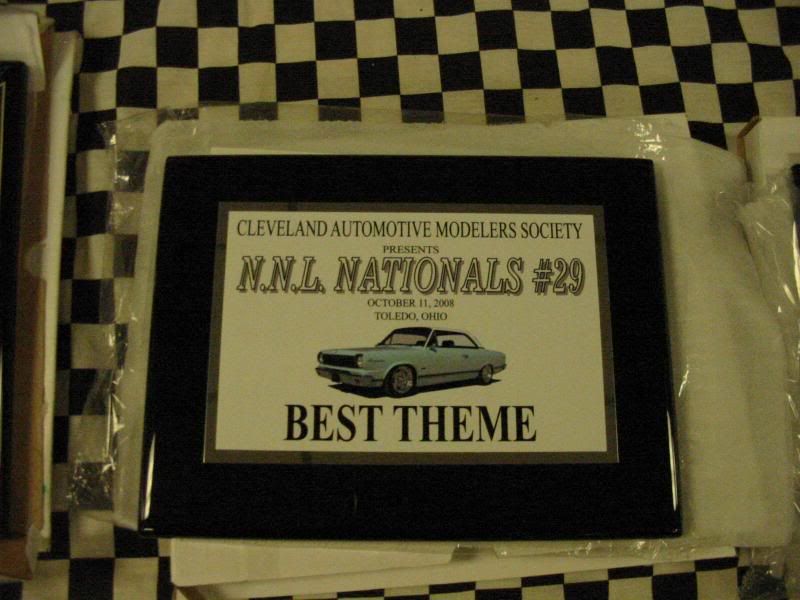 CLEVELAND AUTOMOTIVE MODELERS SOCIETY
PRESENTS
N.N.L. NATIONALS #29
OCTOBER 11, 2008
TOLEDO, OHIO
BEST THEME